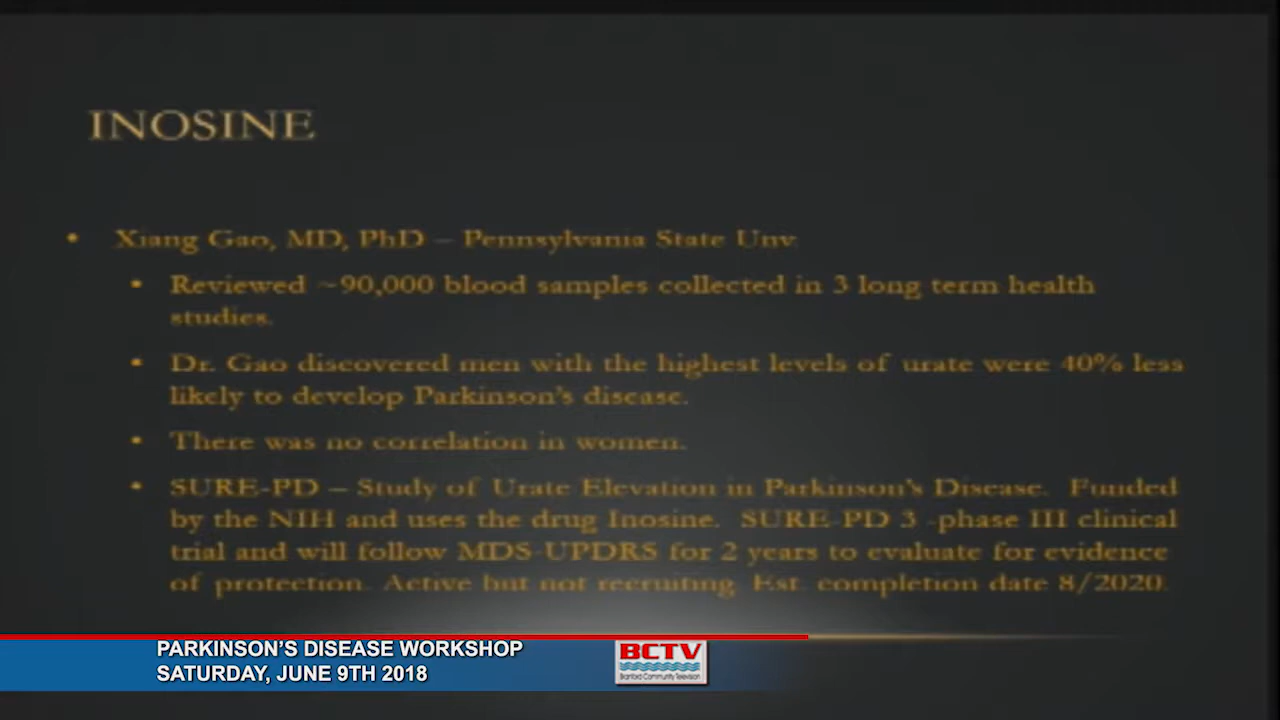 INOSINE
• Xiang Gao, MD, PhD – Pennsylvania State Unv
• Reviewed ~90,000 blood samples collected in 3 long term health
studies.
• Dr. Gao discovered men with the highest levels of urate were 40% less
likely to develop Parkinson's disease.
• There was no correlation in women.
• SURE-PD – Study of Urate Elevation in Parkinson's Disease. Funded
by the NIH and uses the drug Inosine. SURE-PD 3 -phase III clinical
trial and will follow MDS-UPDRS for 2 years to evaluate for evidence
of protection. Active but not recruiting. Est. completion date 8/2020.
PARKINSON'S DISEASE WORKSHOP
SATURDAY, JUNE 9TH 2018
BCTV
Branford Community Television